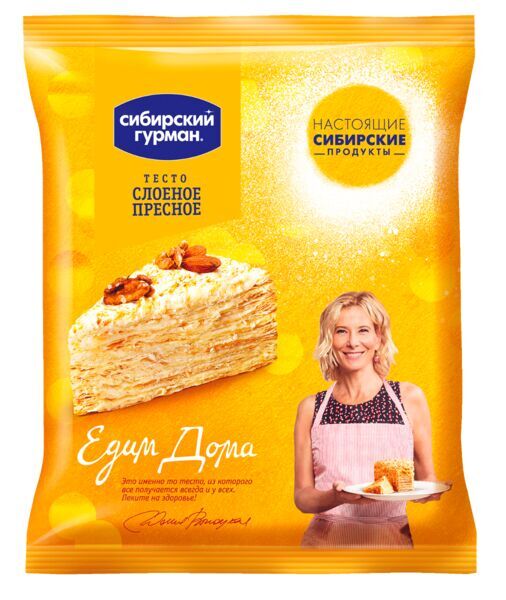 сибирский
гурман.
ТЕСТО
СЛОЕНОЕ
ПРЕСНОЕ
НАСТОЯЩИЕ
СИБИРСКИЕ
ПРОДУКТЫ
Едим Дома
Это именно то тесто, из которого
все получается всегда и у всех.
Пеките на здоровье!